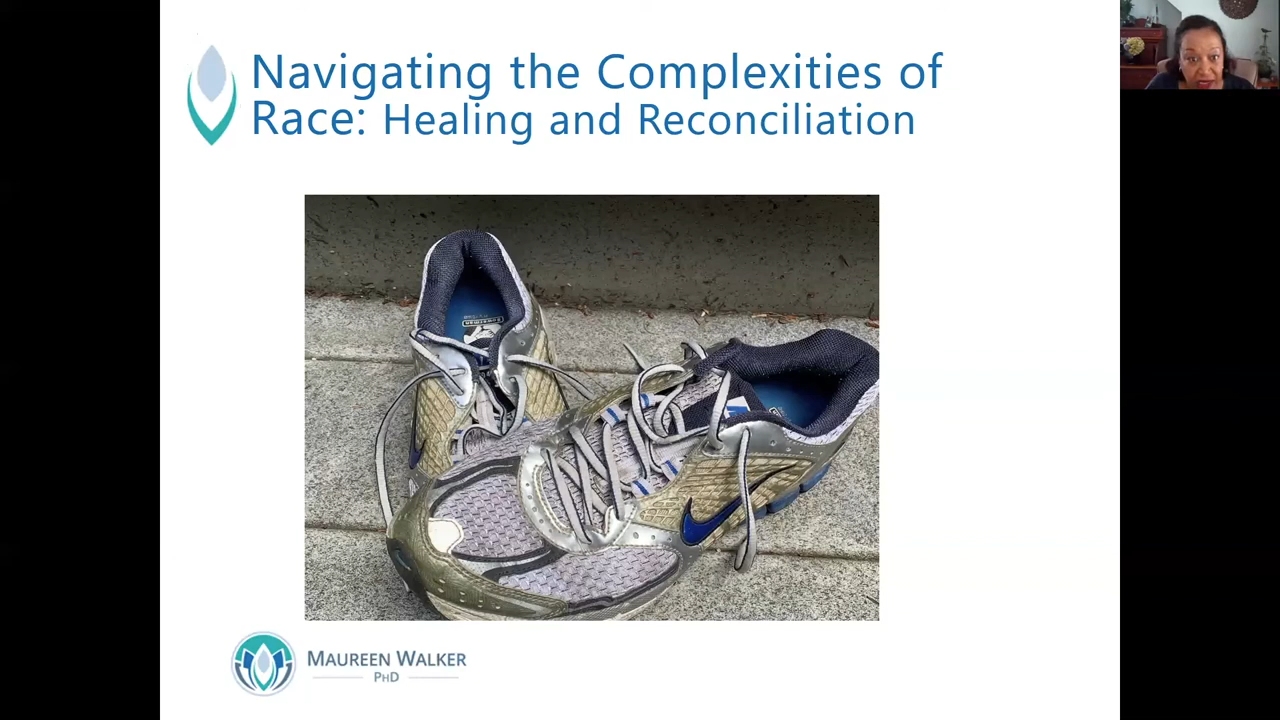 Navigating the Complexities of
Race: Healing and Reconciliation
MAUREEN WALKER
PHD